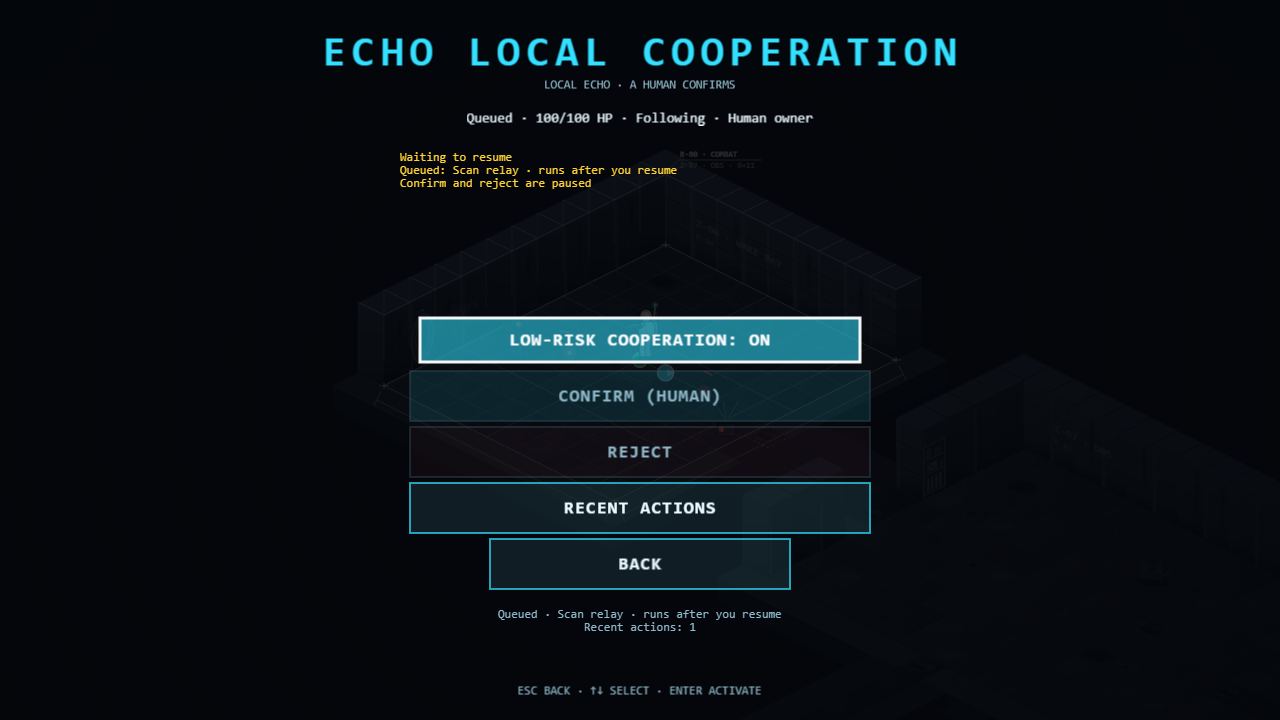 ECHO LOCAL COOPERATION
LOCAL ECHO · A HUMAN CONFIRMS
Queued · 100/100 HP · Following · Human owner
R-00 · COMBAT
Waiting to resume
Queued: Scan relay · runs after you resume
Confirm and reject are paused
LOW-RISK COOPERATION: ON
CONFIRM (HUMAN)
REJECT
RECENT ACTIONS
BACK
Queued · Scan relay · runs after you resume
Recent actions: 1
ESC BACK · ↑↓ SELECT · ENTER ACTIVATE